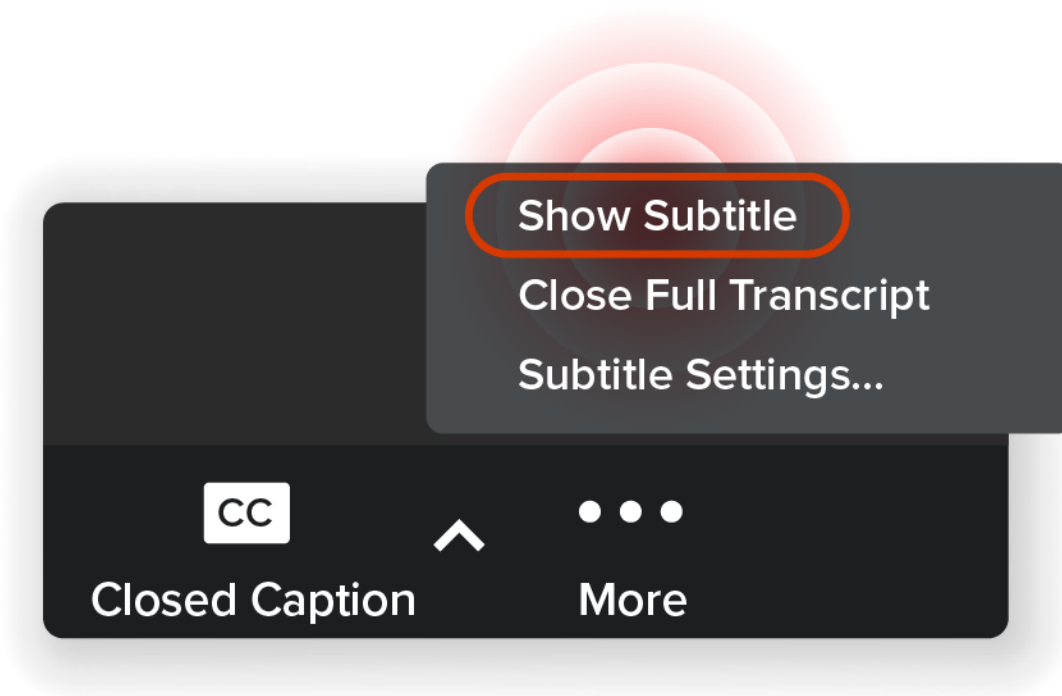 Show Subtitle
Close Full Transcript
Subtitle Settings...
CC
Closed Caption
More